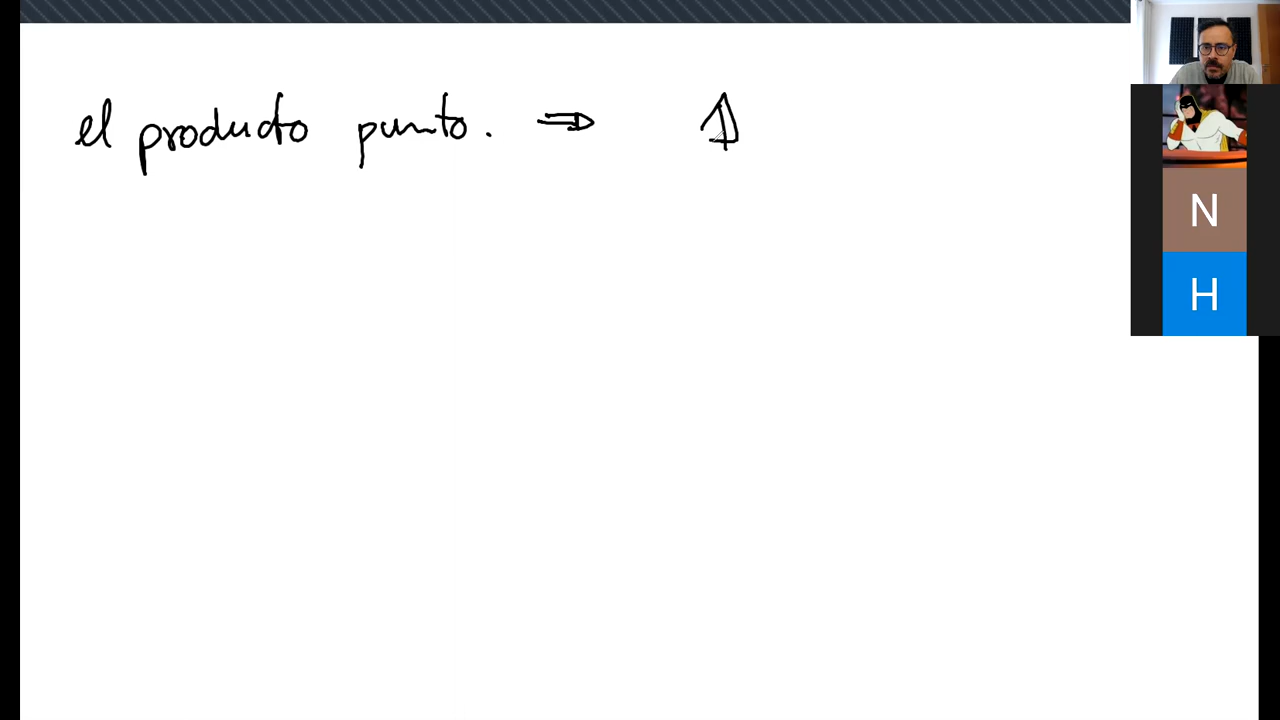 el producto punto. ⇒
N
H